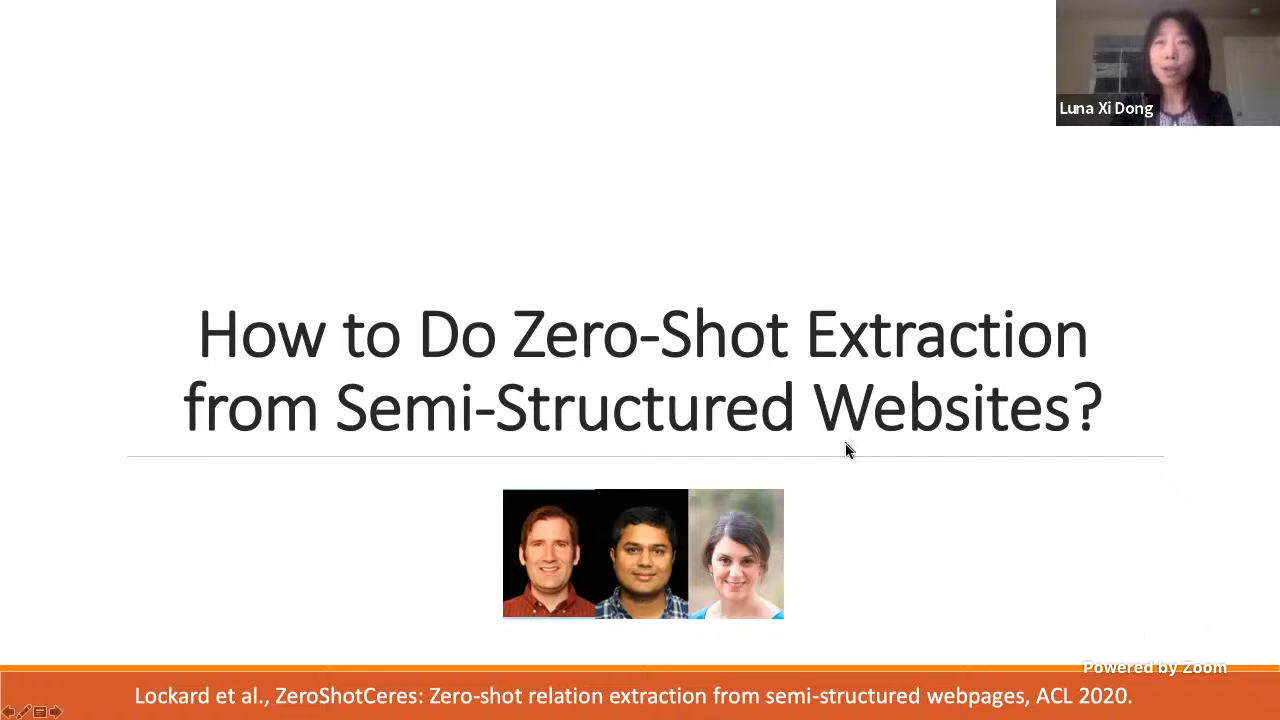 Luna Xi Dong
How to Do Zero-Shot Extraction
from Semi-Structured Websites?
Powered by Zoom
Lockard et al., ZeroShotCeres: Zero-shot relation extraction from semi-structured webpages, ACL 2020.